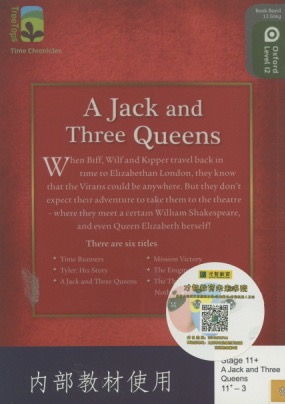 TreeTops
Time Chronicles
Book Band
Oxford
Level 12
A Jack and
Three Queens
When Biff, Wilf and Kipper travel back in
time to Elizabethan London, they know
that the Virans could be anywhere. But they don't
expect their adventure to take them to the theatre
– where they meet a certain William Shakespeare,
and even Queen Elizabeth herself!
There are six titles
• Time Runners
• Tyler: His Story
• A Jack and Three Queens
• Mission Victory
• The Enigma
• The
Stage 11+
A Jack and Three
Queens
11+ – 3
内部教材使用